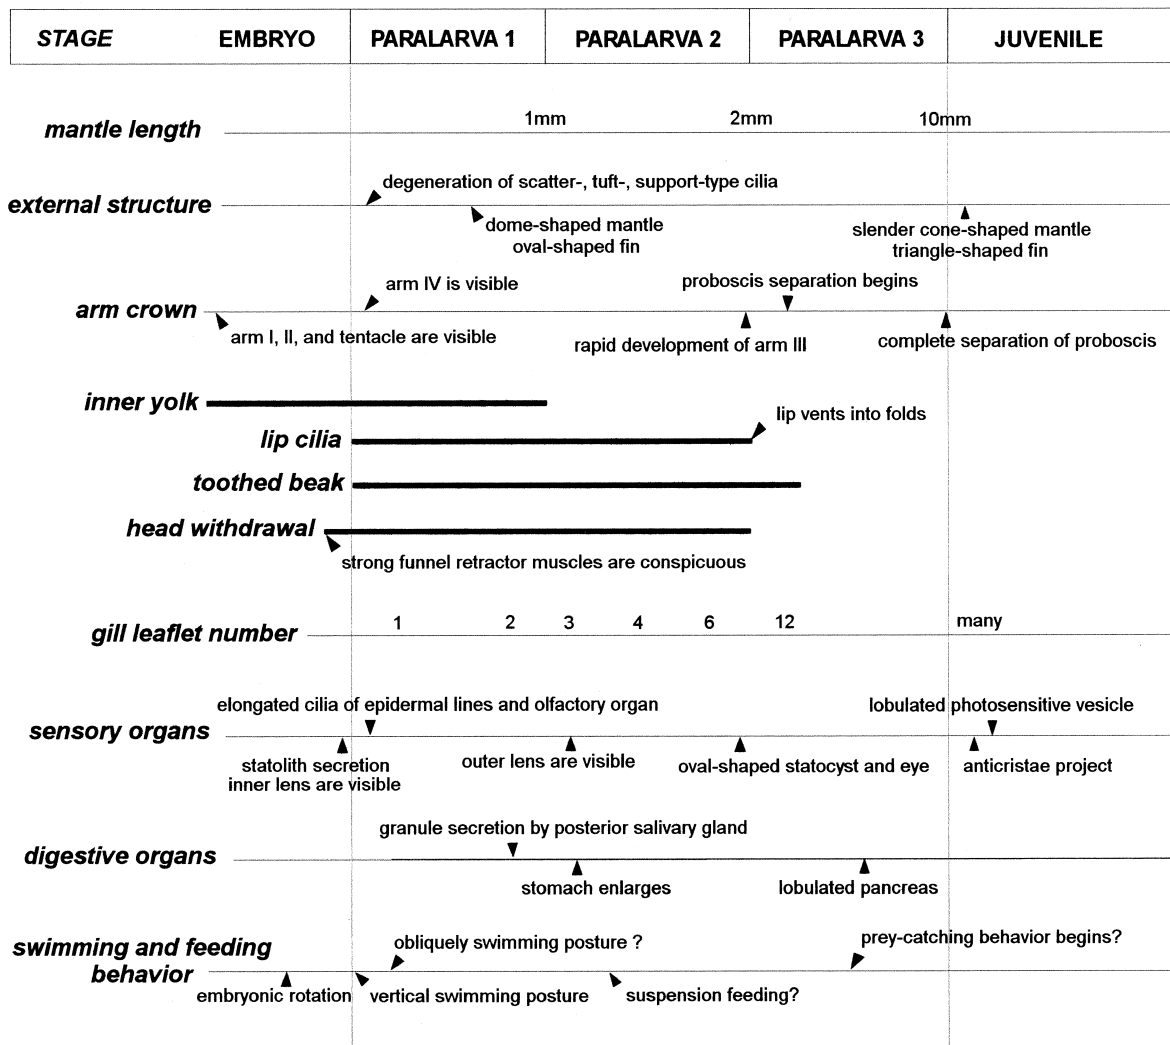 STAGE EMBRYO PARALARVA 1 PARALARVA 2 PARALARVA 3 JUVENILE
mantle length 1mm 2mm 10mm
degeneration of scatter-, tuft-, support-type cilia
external structure
dome-shaped mantle
oval-shaped fin
slender cone-shaped mantle
triangle-shaped fin
arm IV is visible
proboscis separation begins
arm crown
arm I, II, and tentacle are visible
rapid development of arm III
complete separation of proboscis
inner yolk
lip vents into folds
lip cilia
toothed beak
head withdrawal
strong funnel retractor muscles are conspicuous
gill leaflet number 1 2 3 4 6 12 many
elongated cilia of epidermal lines and olfactory organ
lobulated photosensitive vesicle
sensory organs
statolith secretion
inner lens are visible
outer lens are visible
oval-shaped statocyst and eye
anticristae project
granule secretion by posterior salivary gland
digestive organs
stomach enlarges
lobulated pancreas
swimming and feeding
behavior
obliquely swimming posture ?
prey-catching behavior begins?
embryonic rotation
vertical swimming posture
suspension feeding?